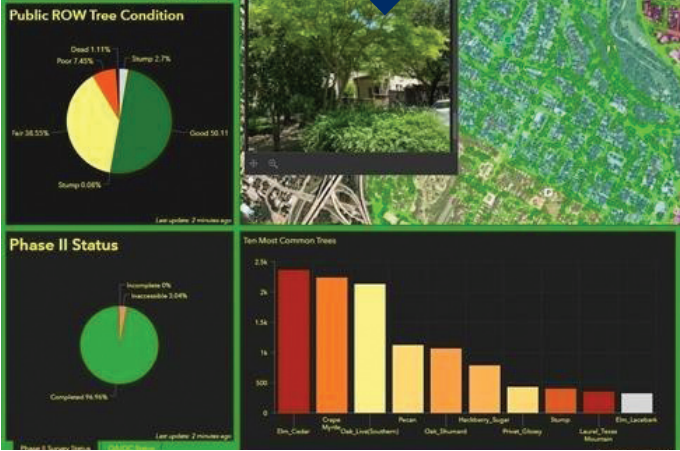 Public ROW Tree Condition
Dead 1.11%
Stump 2.7%
Poor 7.45%
Fair 38.55%
Good 50.11
Stump 0.08%
Last update: 2 minutes ago
Phase II Status
Incomplete 0%
Inaccessible 3.04%
Completed 96.96%
Last update: 2 minutes ago
Phase II Survey Status
QA/QC Status
Ten Most Common Trees
2.5k
2k
1.5k
1k
500
0
Elm_Cedar
Crape Myrtle
Oak_Live(Southern)
Pecan
Oak_Shumard
Hackberry_Sugar
Privet_Glossy
Stump
Laurel_Texas Mountain
Elm_Lacebark